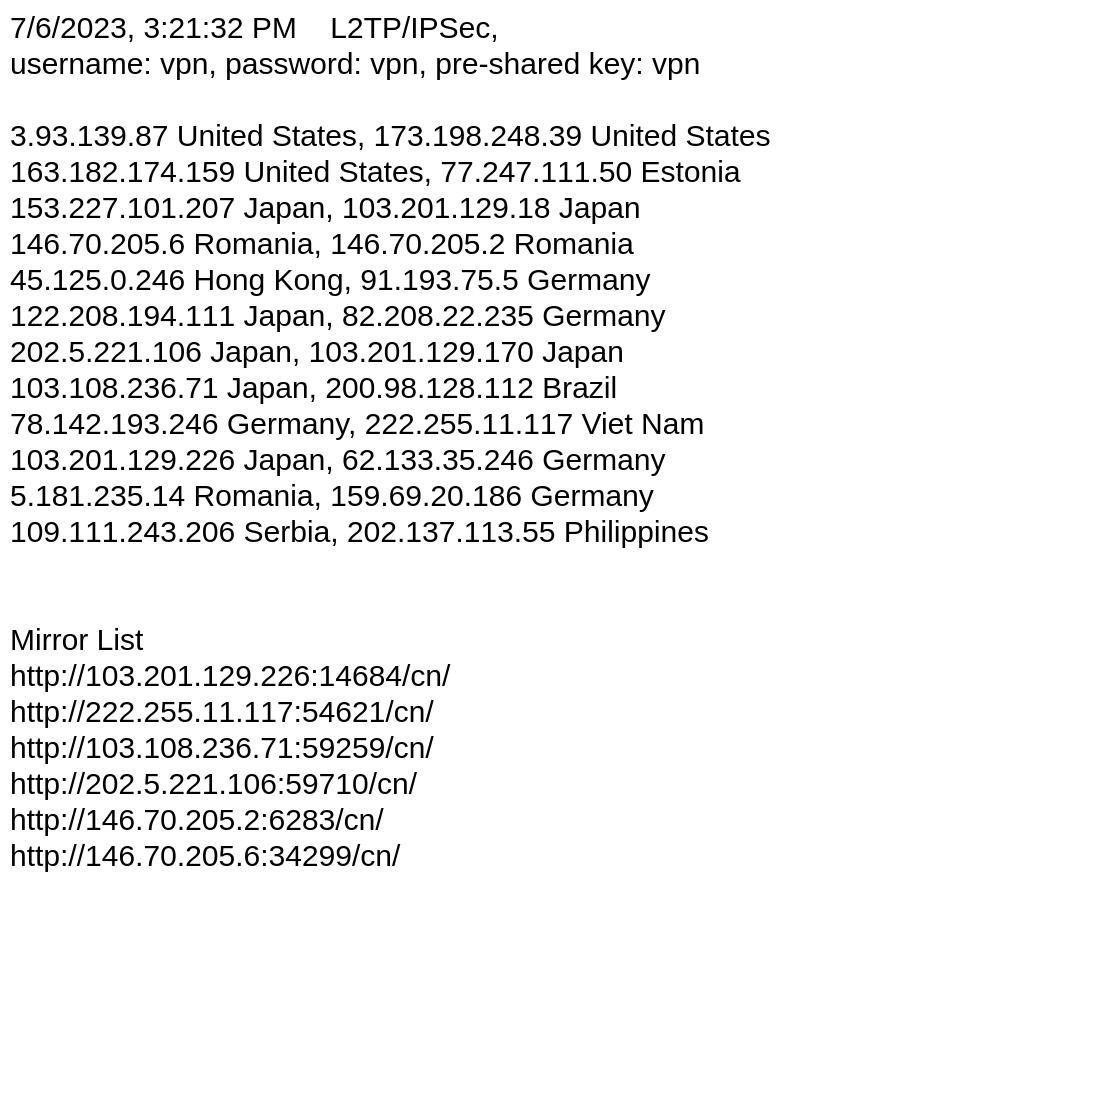 7/6/2023, 3:21:32 PM    L2TP/IPSec,
username: vpn, password: vpn, pre-shared key: vpn
3.93.139.87 United States, 173.198.248.39 United States
163.182.174.159 United States, 77.247.111.50 Estonia
153.227.101.207 Japan, 103.201.129.18 Japan
146.70.205.6 Romania, 146.70.205.2 Romania
45.125.0.246 Hong Kong, 91.193.75.5 Germany
122.208.194.111 Japan, 82.208.22.235 Germany
202.5.221.106 Japan, 103.201.129.170 Japan
103.108.236.71 Japan, 200.98.128.112 Brazil
78.142.193.246 Germany, 222.255.11.117 Viet Nam
103.201.129.226 Japan, 62.133.35.246 Germany
5.181.235.14 Romania, 159.69.20.186 Germany
109.111.243.206 Serbia, 202.137.113.55 Philippines
Mirror List
http://103.201.129.226:14684/cn/
http://222.255.11.117:54621/cn/
http://103.108.236.71:59259/cn/
http://202.5.221.106:59710/cn/
http://146.70.205.2:6283/cn/
http://146.70.205.6:34299/cn/